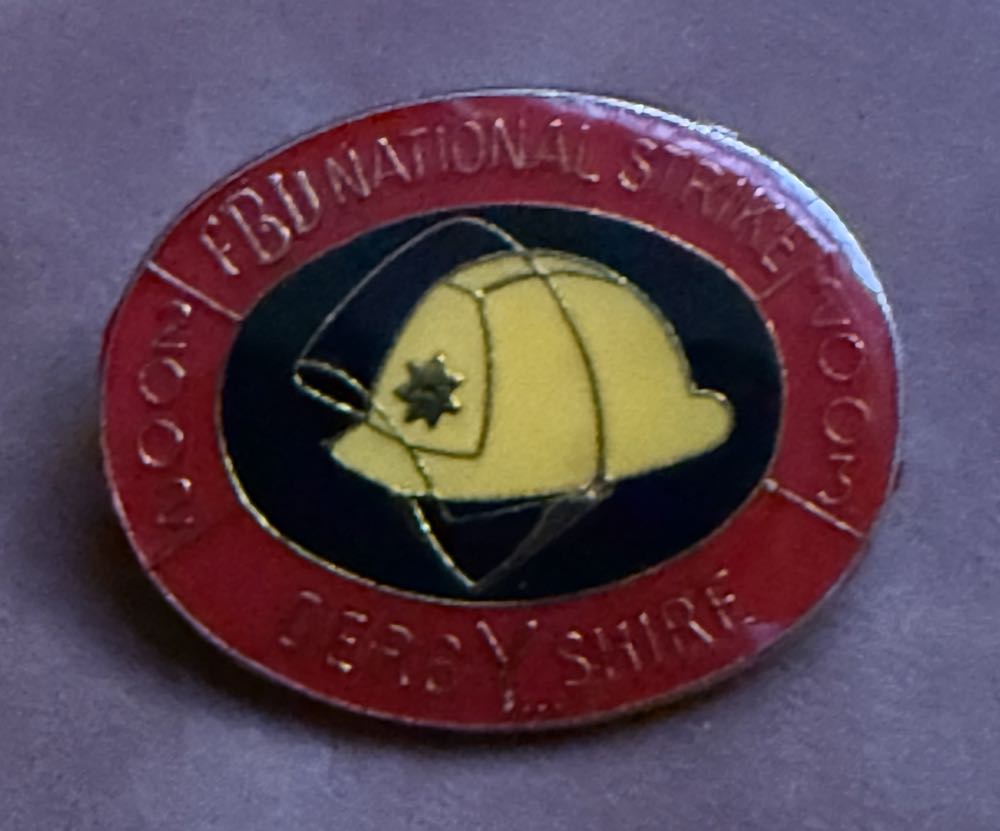 FBU NATIONAL STRIKE
2002
2003
DERBYSHIRE